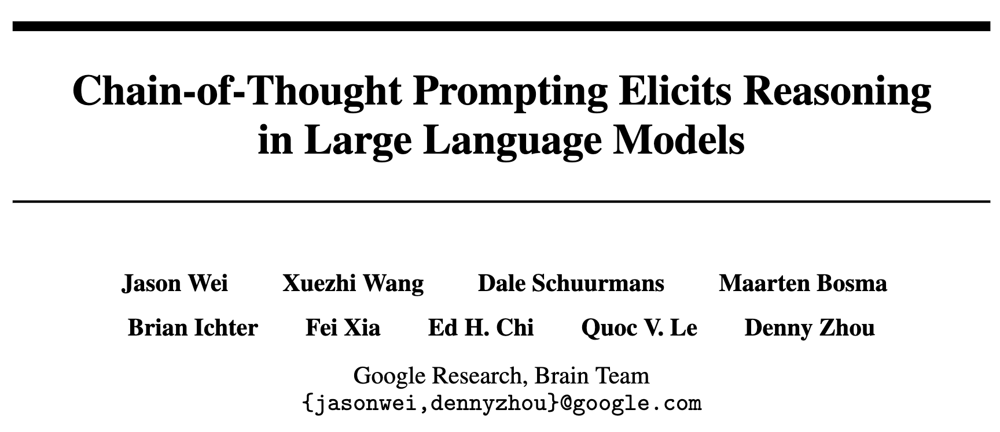 Chain-of-Thought Prompting Elicits Reasoning
in Large Language Models
Jason Wei Xuezhi Wang Dale Schuurmans Maarten Bosma
Brian Ichter Fei Xia Ed H. Chi Quoc V. Le Denny Zhou
Google Research, Brain Team
{jasonwei,dennyzhou}@google.com